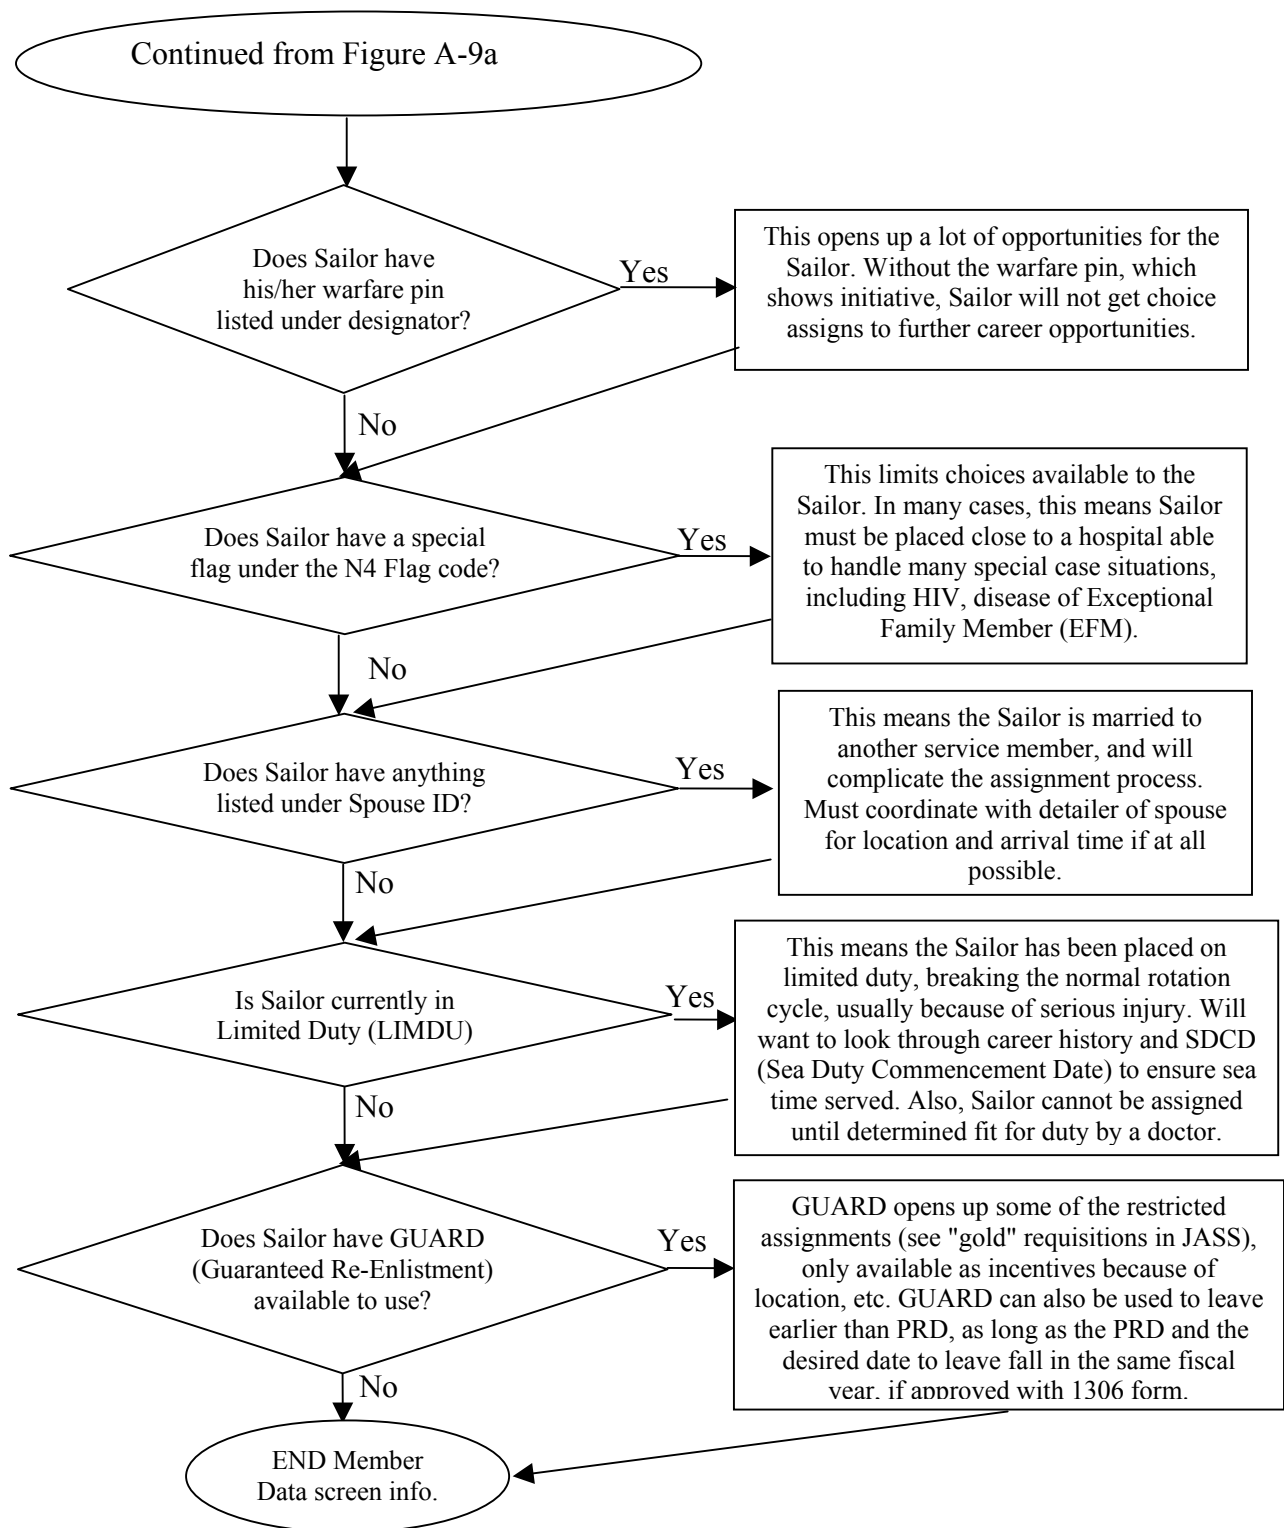 Continued from Figure A-9a
Does Sailor have
his/her warfare pin
listed under designator?
Yes
This opens up a lot of opportunities for the
Sailor. Without the warfare pin, which
shows initiative, Sailor will not get choice
assigns to further career opportunities.
No
Does Sailor have a special
flag under the N4 Flag code?
Yes
This limits choices available to the
Sailor. In many cases, this means Sailor
must be placed close to a hospital able
to handle many special case situations,
including HIV, disease of Exceptional
Family Member (EFM).
No
Does Sailor have anything
listed under Spouse ID?
Yes
This means the Sailor is married to
another service member, and will
complicate the assignment process.
Must coordinate with detailer of spouse
for location and arrival time if at all
possible.
No
Is Sailor currently in
Limited Duty (LIMDU)
Yes
This means the Sailor has been placed on
limited duty, breaking the normal rotation
cycle, usually because of serious injury. Will
want to look through career history and SDCD
(Sea Duty Commencement Date) to ensure sea
time served. Also, Sailor cannot be assigned
until determined fit for duty by a doctor.
No
Does Sailor have GUARD
(Guaranteed Re-Enlistment)
available to use?
Yes
GUARD opens up some of the restricted
assignments (see "gold" requisitions in JASS),
only available as incentives because of
location, etc. GUARD can also be used to leave
earlier than PRD, as long as the PRD and the
desired date to leave fall in the same fiscal
year, if approved with 1306 form.
No
END Member
Data screen info.